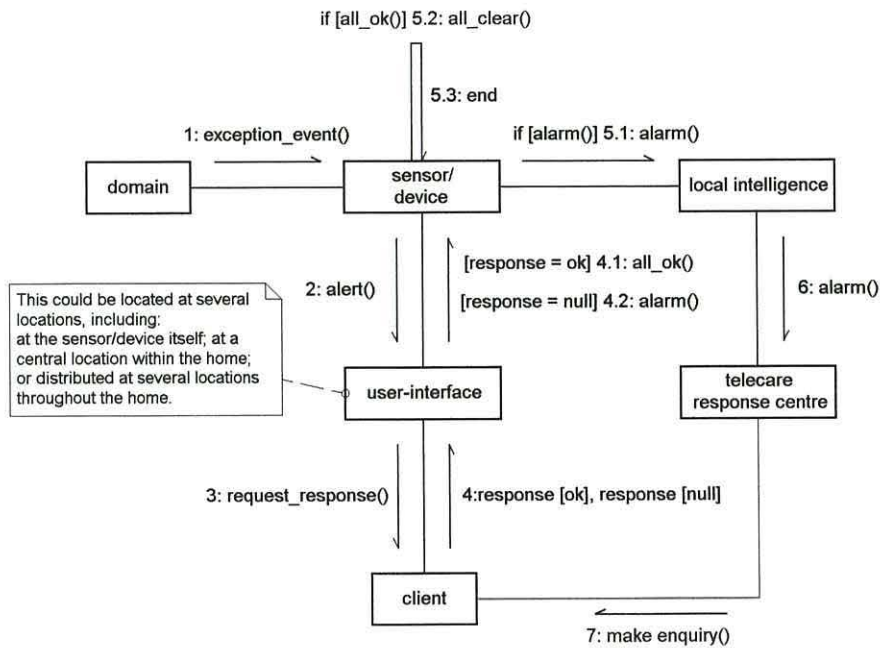 if [all_ok()] 5.2: all_clear()
5.3: end
1: exception_event()
if [alarm()] 5.1: alarm()
domain
sensor/
device
local intelligence
2: alert()
[response = ok] 4.1: all_ok()
[response = null] 4.2: alarm()
6: alarm()
This could be located at several
locations, including:
at the sensor/device itself; at a
central location within the home;
or distributed at several locations
throughout the home.
user-interface
telecare
response centre
3: request_response()
4:response [ok], response [null]
client
7: make enquiry()